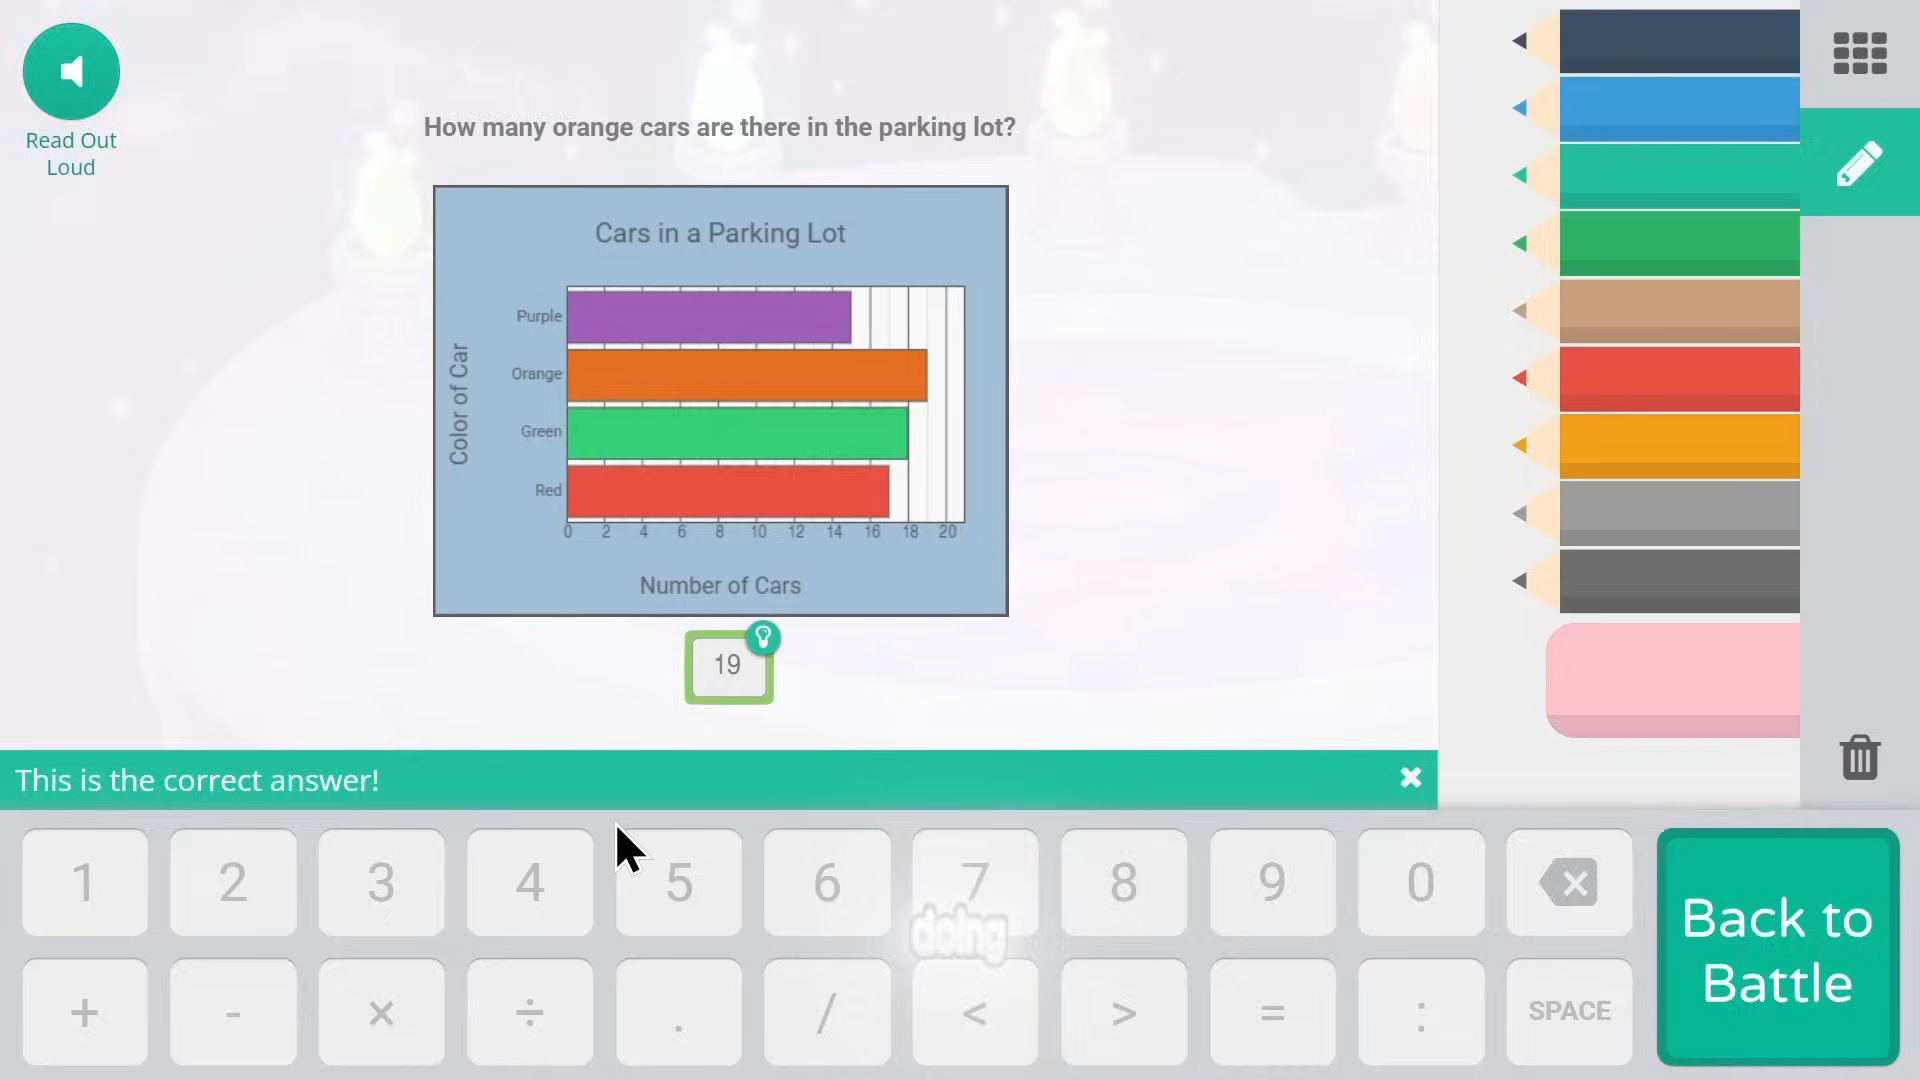 Read Out
Loud
How many orange cars are there in the parking lot?
Cars in a Parking Lot
Color of Car
Purple
Orange
Green
Red
0 2 4 6 8 10 12 14 16 18 20
Number of Cars
19
This is the correct answer!
1 2 3 4 5 6 7 8 9 0
doing
Back to
Battle
+ - × ÷ . / < > = : SPACE